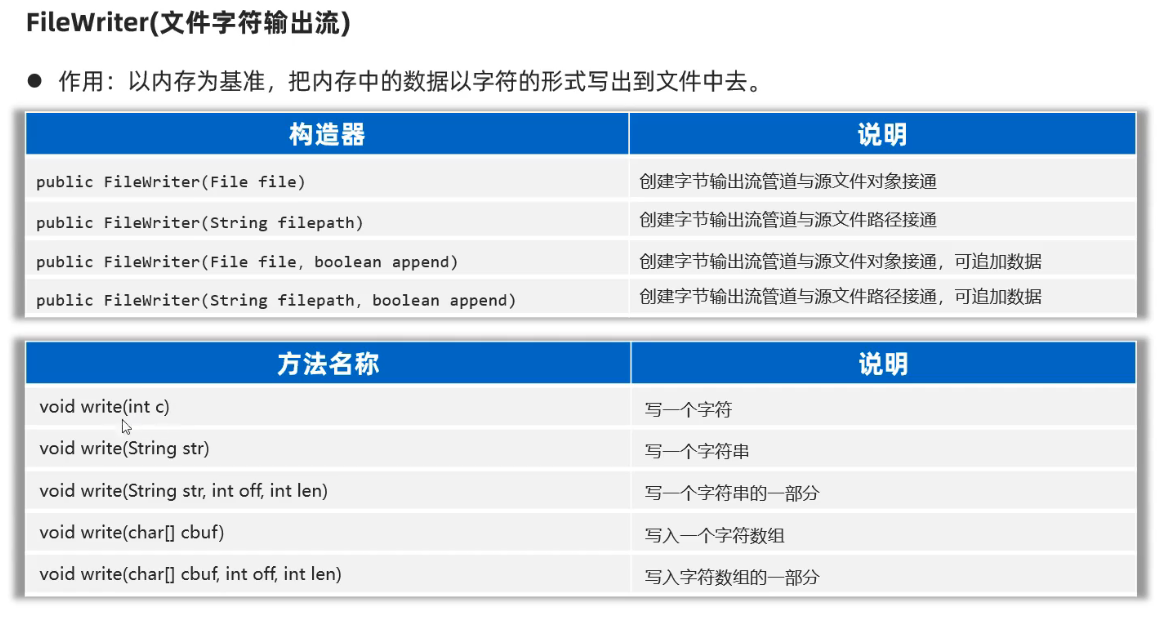 FileWriter(文件字符输出流)
● 作用：以内存为基准，把内存中的数据以字符的形式写出到文件中去。
构造器 说明
public FileWriter(File file) 创建字节输出流管道与源文件对象接通
public FileWriter(String filepath) 创建字节输出流管道与源文件路径接通
public FileWriter(File file, boolean append) 创建字节输出流管道与源文件对象接通，可追加数据
public FileWriter(String filepath, boolean append) 创建字节输出流管道与源文件路径接通，可追加数据
方法名称 说明
void write(int c) 写一个字符
void write(String str) 写一个字符串
void write(String str, int off, int len) 写一个字符串的一部分
void write(char[] cbuf) 写入一个字符数组
void write(char[] cbuf, int off, int len) 写入字符数组的一部分